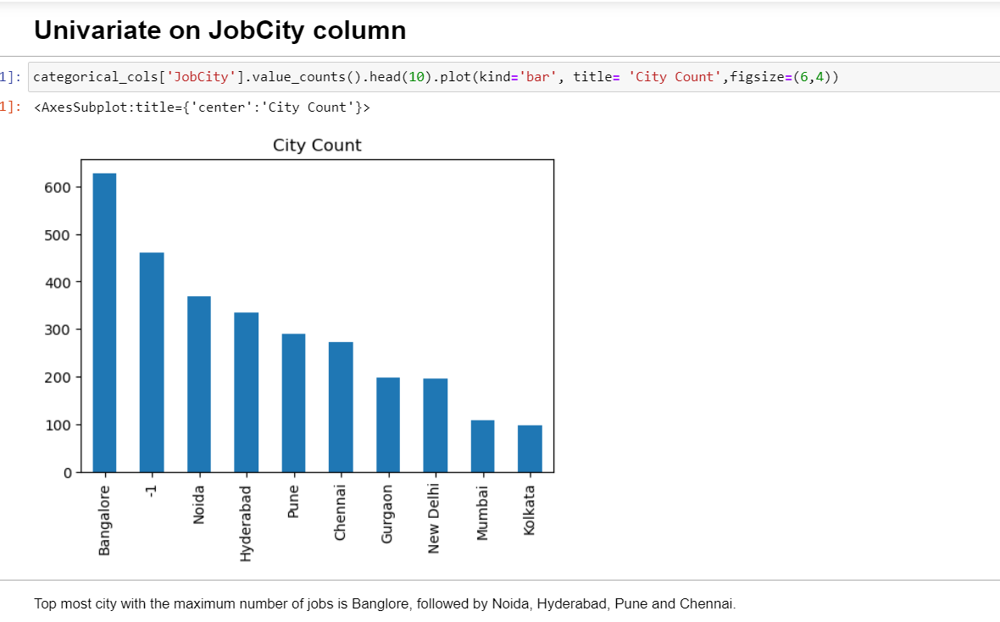 Univariate on JobCity column
1]: categorical_cols['JobCity'].value_counts().head(10).plot(kind='bar', title= 'City Count',figsize=(6,4))
1]: <AxesSubplot:title={'center':'City Count'}>
City Count
600
500
400
300
200
100
0
Bangalore
-1
Noida
Hyderabad
Pune
Chennai
Gurgaon
New Delhi
Mumbai
Kolkata
Top most city with the maximum number of jobs is Banglore, followed by Noida, Hyderabad, Pune and Chennai.